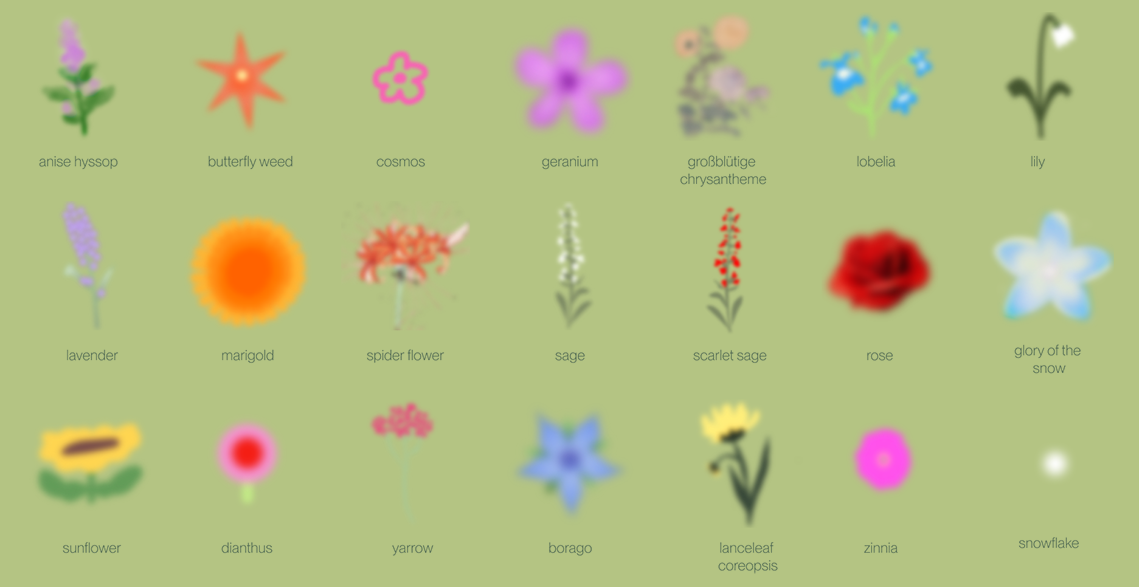 anise hyssop
butterfly weed
cosmos
geranium
großblütige
chrysantheme
lobelia
lily
lavender
marigold
spider flower
sage
scarlet sage
rose
glory of the
snow
sunflower
dianthus
yarrow
borago
lanceleaf
coreopsis
zinnia
snowflake